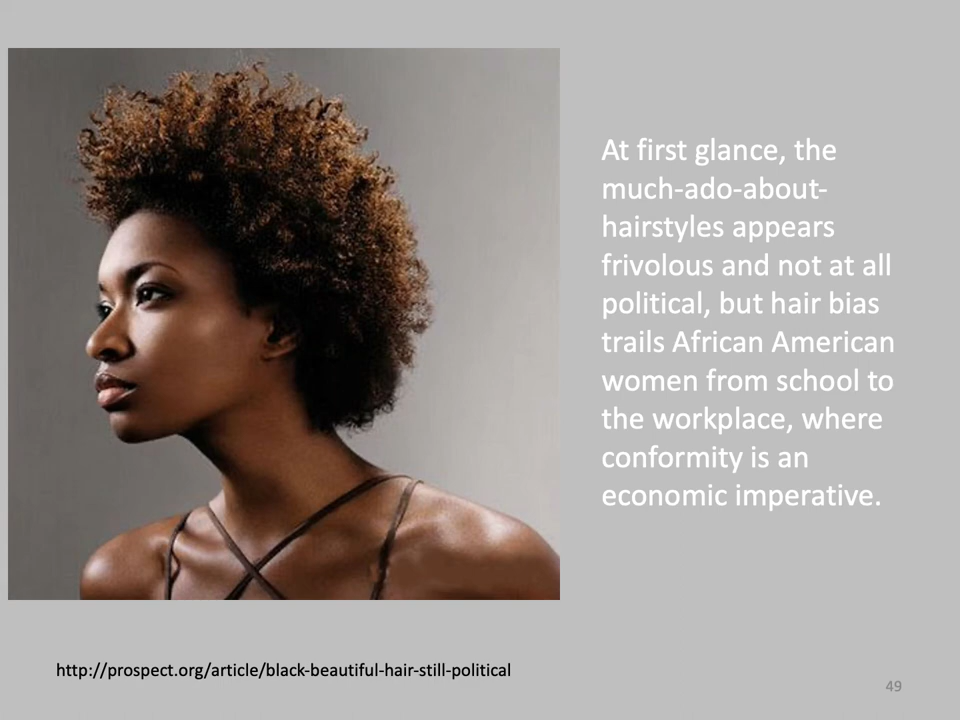 At first glance, the
much-ado-about-
hairstyles appears
frivolous and not at all
political, but hair bias
trails African American
women from school to
the workplace, where
conformity is an
economic imperative.
http://prospect.org/article/black-beautiful-hair-still-political
49